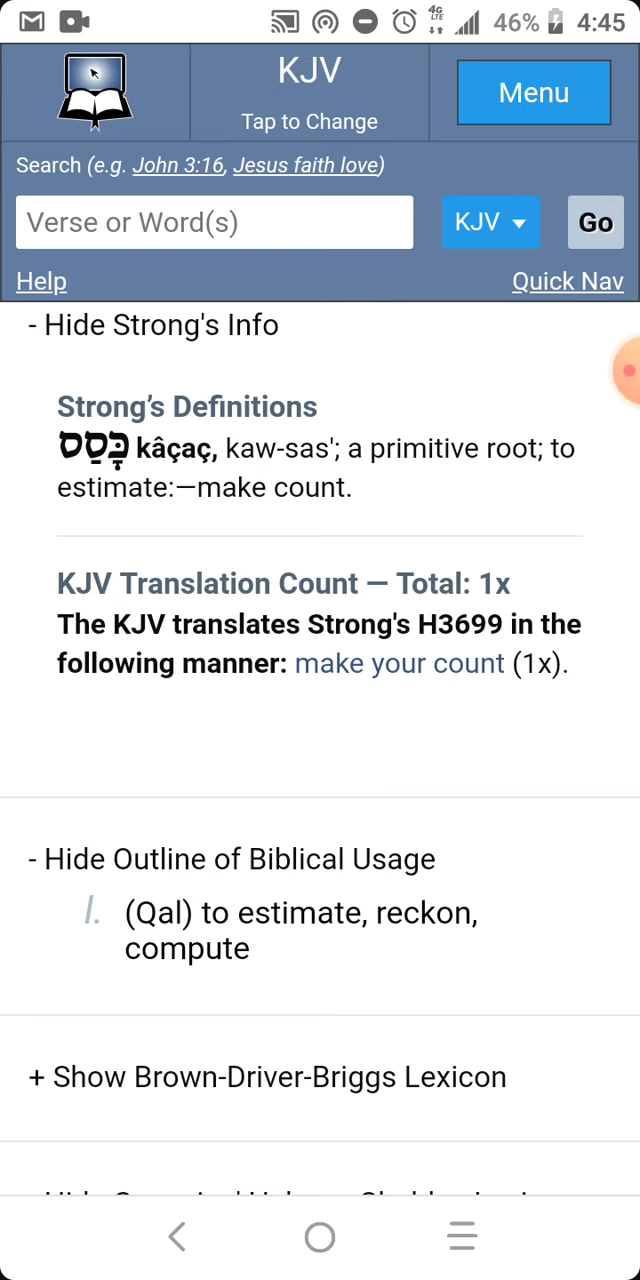 4G
LTE
46%
4:45
KJV
Tap to Change
Menu
Search (e.g. John 3:16, Jesus faith love)
Verse or Word(s)
KJV
Go
Help
Quick Nav
- Hide Strong's Info
Strong’s Definitions
כָּסַס kâçaç, kaw-sas'; a primitive root; to
estimate:—make count.
KJV Translation Count — Total: 1x
The KJV translates Strong's H3699 in the
following manner: make your count (1x).
- Hide Outline of Biblical Usage
I. (Qal) to estimate, reckon,
compute
+ Show Brown-Driver-Briggs Lexicon